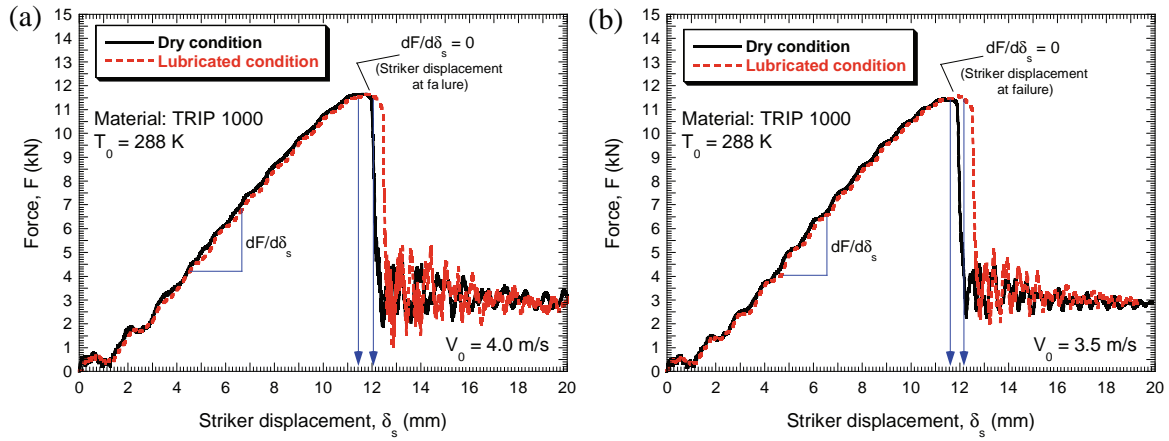 (a)
15
14
13
12
11
10
9
8
7
6
5
4
3
2
1
0
Force, F (kN)
Dry condition
Lubricated condition
dF/dδs = 0
(Striker displacement
at fa lure)
Material: TRIP 1000
T0 = 288 K
dF/dδs
V0 = 4.0 m/s
0 2 4 6 8 10 12 14 16 18 20
Striker displacement, δs (mm)
(b)
15
14
13
12
11
10
9
8
7
6
5
4
3
2
1
0
Force, F (kN)
Dry condition
Lubricated condition
dF/dδs = 0
(Striker displacement
at failure)
Material: TRIP 1000
T0 = 288 K
dF/dδs
V0 = 3.5 m/s
0 2 4 6 8 10 12 14 16 18 20
Striker displacement, δs (mm)